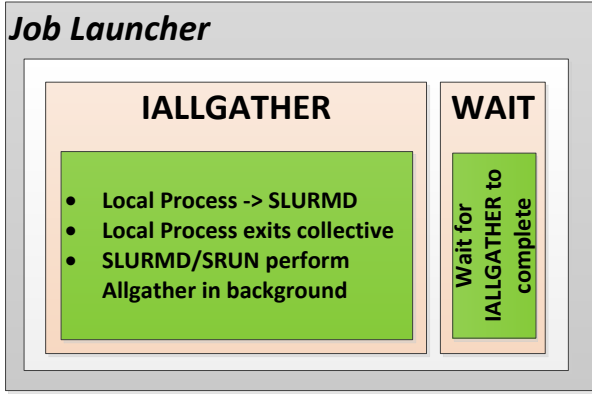 Job Launcher
IALLGATHER
• Local Process -> SLURMD
• Local Process exits collective
• SLURMD/SRUN perform
Allgather in background
WAIT
Wait for
IALLGATHER to
complete